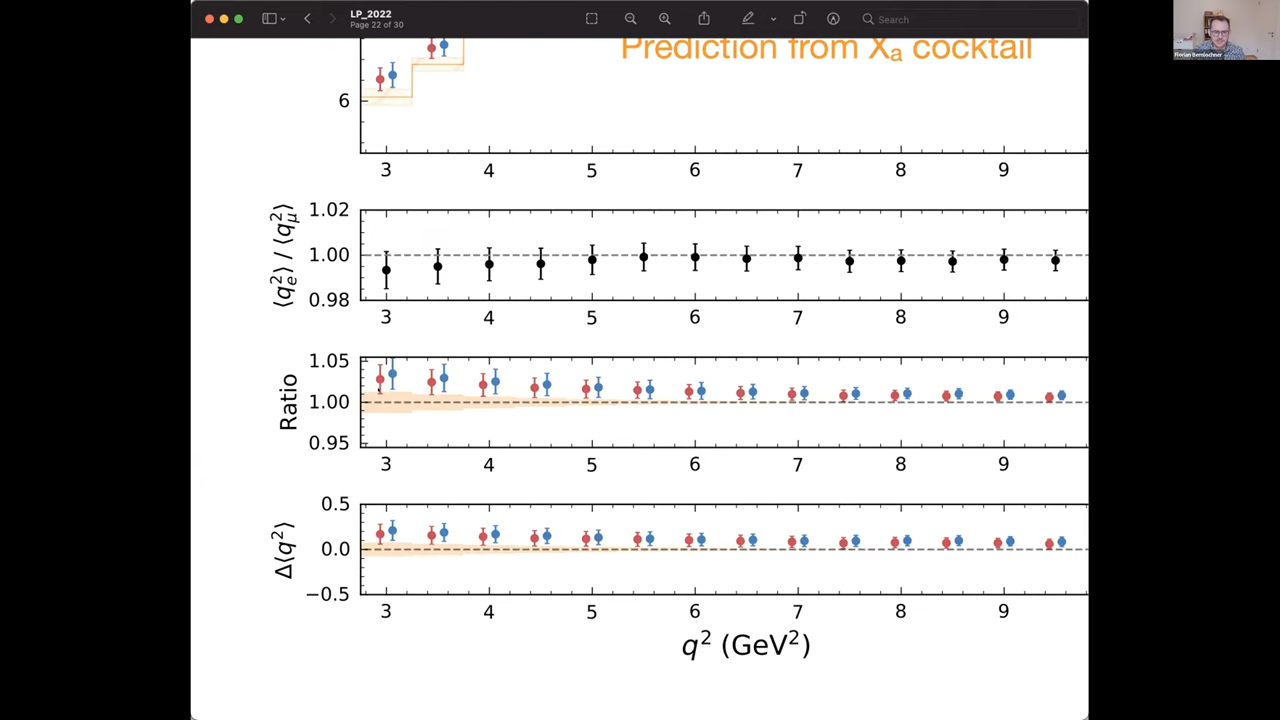 LP_2022
Page 22 of 30
Search
Florian Bernlochner
Prediction from Xₐ cocktail
6
3 4 5 6 7 8 9
⟨q²ₑ⟩ / ⟨q²_μ⟩
1.02
1.00
0.98
3 4 5 6 7 8 9
Ratio
1.05
1.00
0.95
3 4 5 6 7 8 9
Δ⟨q²⟩
0.5
0.0
−0.5
3 4 5 6 7 8 9
q² (GeV²)